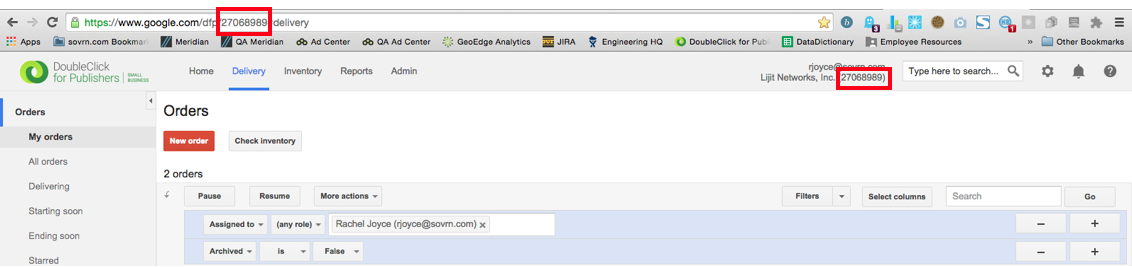 https://www.google.com/dfp/27068989/delivery
Apps sovrn.com Bookmark Meridian QA Meridian Ad Center QA Ad Center GeoEdge Analytics JIRA Engineering HQ DoubleClick for Publ DataDictionary Employee Resources » Other Bookmarks
DoubleClick
for Publishers SMALL BUSINESS
Home Delivery Inventory Reports Admin
rjoyce@sovrn.com
Lijit Networks, Inc. 27068989)
Type here to search...
Orders
My orders
All orders
Delivering
Starting soon
Ending soon
Starred
Orders
New order Check inventory
2 orders
Pause Resume More actions Filters Select columns Search Go
Assigned to (any role) Rachel Joyce (rjoyce@sovrn.com) x − +
Archived is False − +